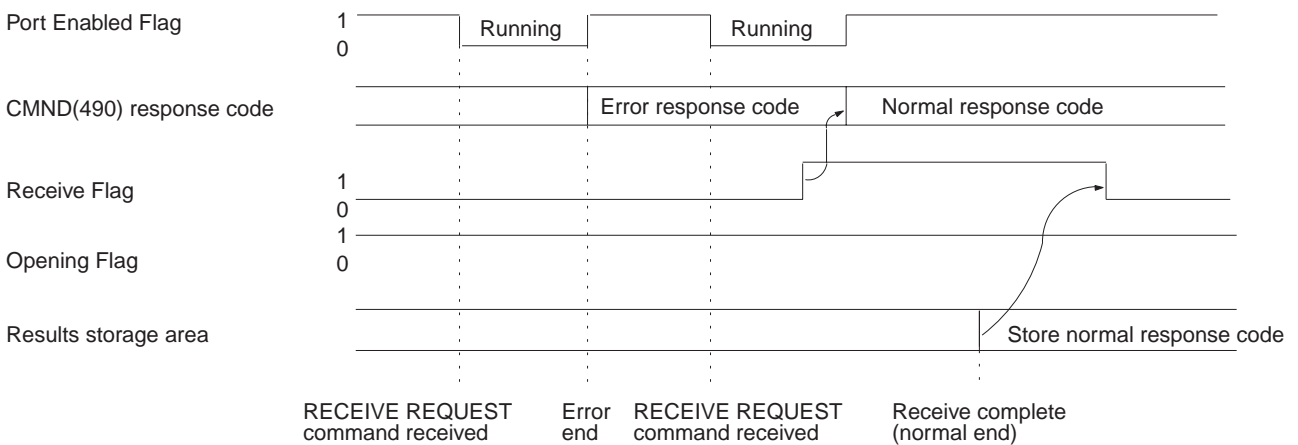 Port Enabled Flag
1
0
Running
Running
CMND(490) response code
Error response code
Normal response code
Receive Flag
1
0
Opening Flag
1
0
Results storage area
Store normal response code
RECEIVE REQUEST
command received
Error
end
RECEIVE REQUEST
command received
Receive complete
(normal end)